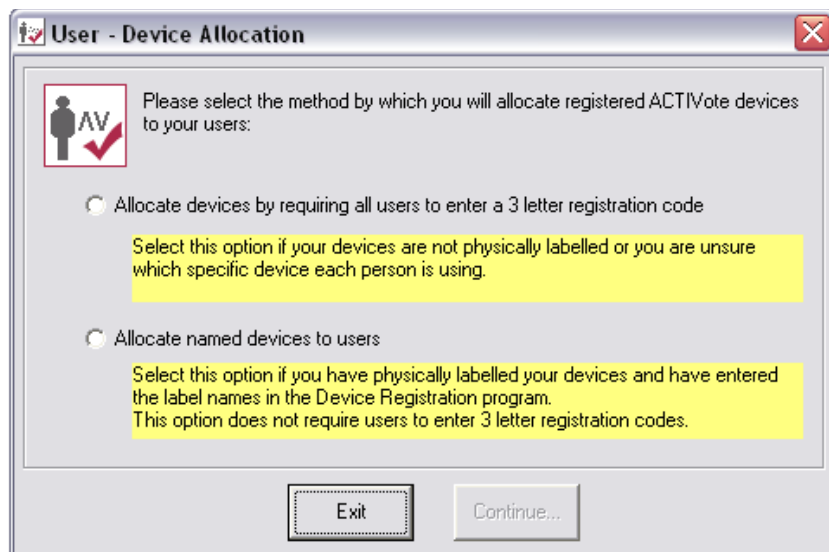 User - Device Allocation
AV
Please select the method by which you will allocate registered ACTIVote devices
to your users:
Allocate devices by requiring all users to enter a 3 letter registration code
Select this option if your devices are not physically labelled or you are unsure
which specific device each person is using.
Allocate named devices to users
Select this option if you have physically labelled your devices and have entered
the label names in the Device Registration program.
This option does not require users to enter 3 letter registration codes.
Exit
Continue...